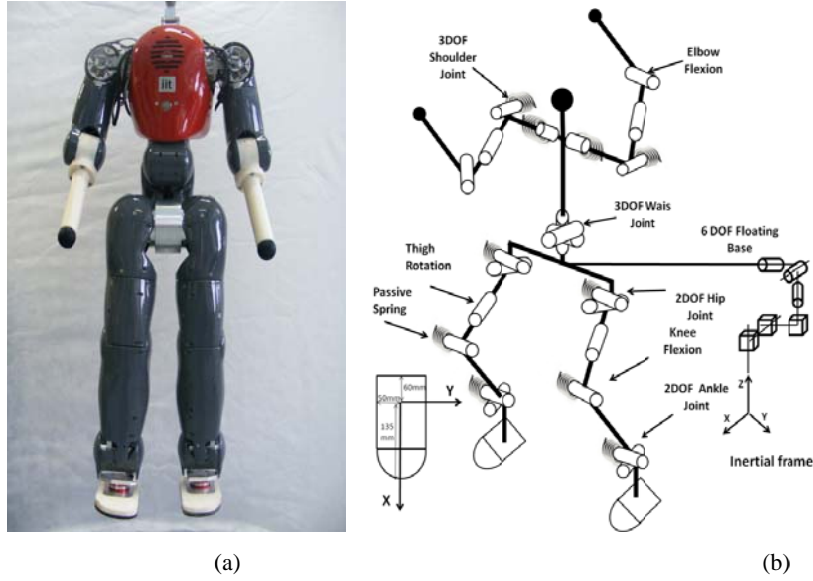 iit
3DOF
Shoulder
Joint
Elbow
Flexion
3DOF Wais
Joint
6 DOF Floating
Base
Thigh
Rotation
Passive
Spring
2DOF Hip
Joint
Knee
Flexion
2DOF Ankle
Joint
60mm
50mm
Y
135
mm
X
Z
X
Y
Inertial frame
(a)
(b)